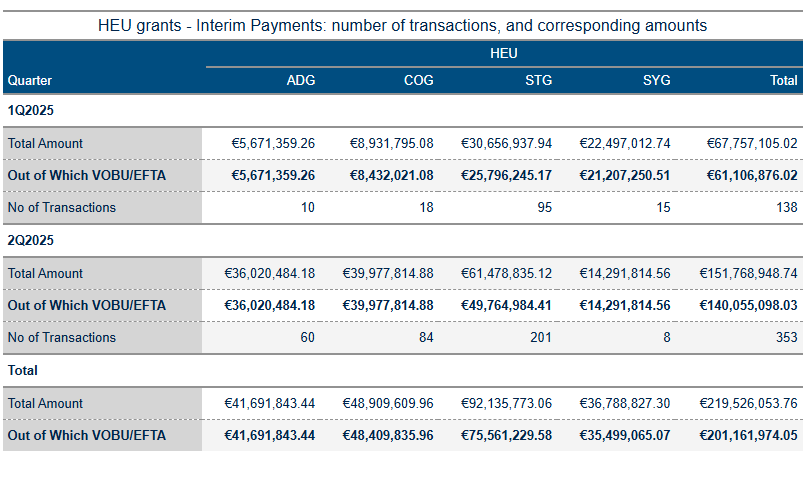 HEU grants - Interim Payments: number of transactions, and corresponding amounts
HEU
Quarter ADG COG STG SYG Total
1Q2025
Total Amount €5,671,359.26 €8,931,795.08 €30,656,937.94 €22,497,012.74 €67,757,105.02
Out of Which VOBU/EFTA €5,671,359.26 €8,432,021.08 €25,796,245.17 €21,207,250.51 €61,106,876.02
No of Transactions 10 18 95 15 138
2Q2025
Total Amount €36,020,484.18 €39,977,814.88 €61,478,835.12 €14,291,814.56 €151,768,948.74
Out of Which VOBU/EFTA €36,020,484.18 €39,977,814.88 €49,764,984.41 €14,291,814.56 €140,055,098.03
No of Transactions 60 84 201 8 353
Total
Total Amount €41,691,843.44 €48,909,609.96 €92,135,773.06 €36,788,827.30 €219,526,053.76
Out of Which VOBU/EFTA €41,691,843.44 €48,409,835.96 €75,561,229.58 €35,499,065.07 €201,161,974.05